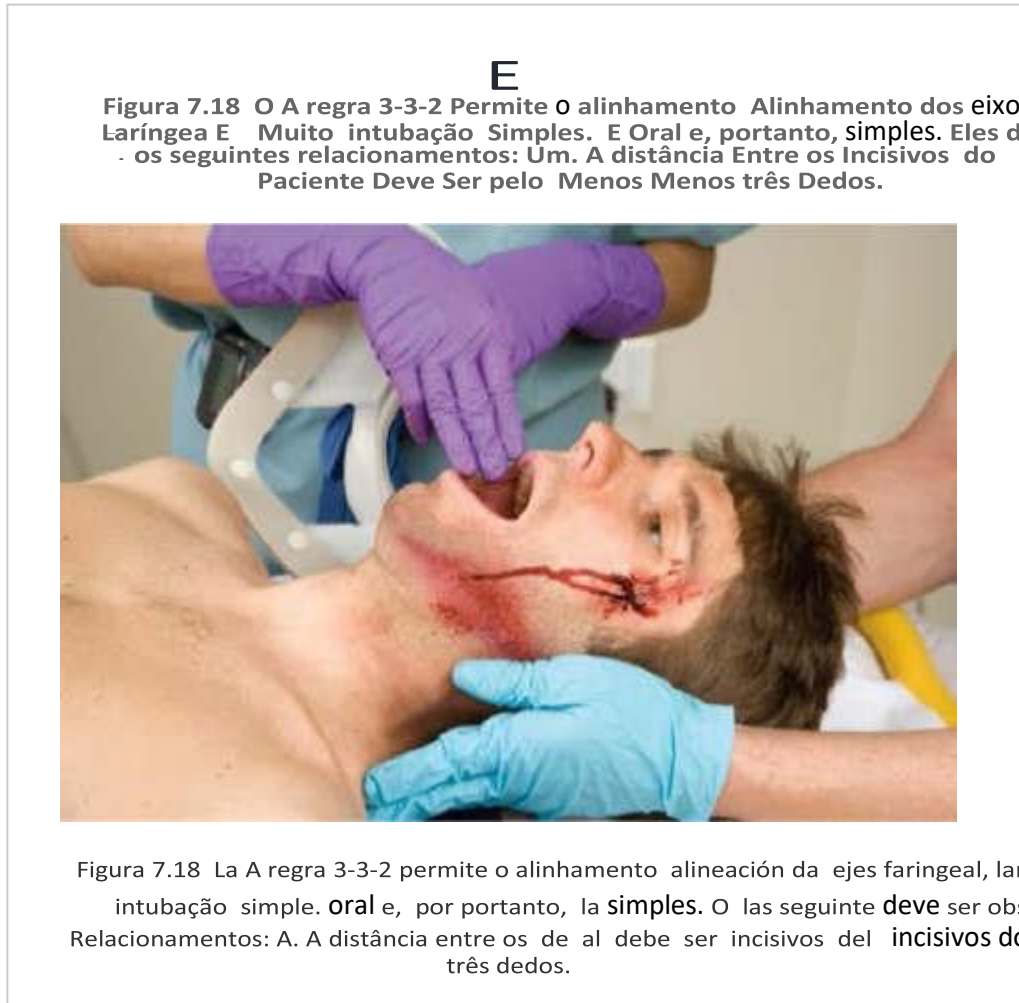 E
Figura 7.18 O A regra 3-3-2 Permite o alinhamento Alinhamento dos eixo
Laríngea E Muito intubação Simples. E Oral e, portanto, simples. Eles d
- os seguintes relacionamentos: Um. A distância Entre os Incisivos do
Paciente Deve Ser pelo Menos Menos três Dedos.
Figura 7.18 La A regra 3-3-2 permite o alinhamento alineación da ejes faringeal, lar
intubação simple. oral e, por portanto, la simples. O las seguinte deve ser obs
Relacionamentos: A. A distância entre os de al debe ser incisivos del incisivos do
três dedos.